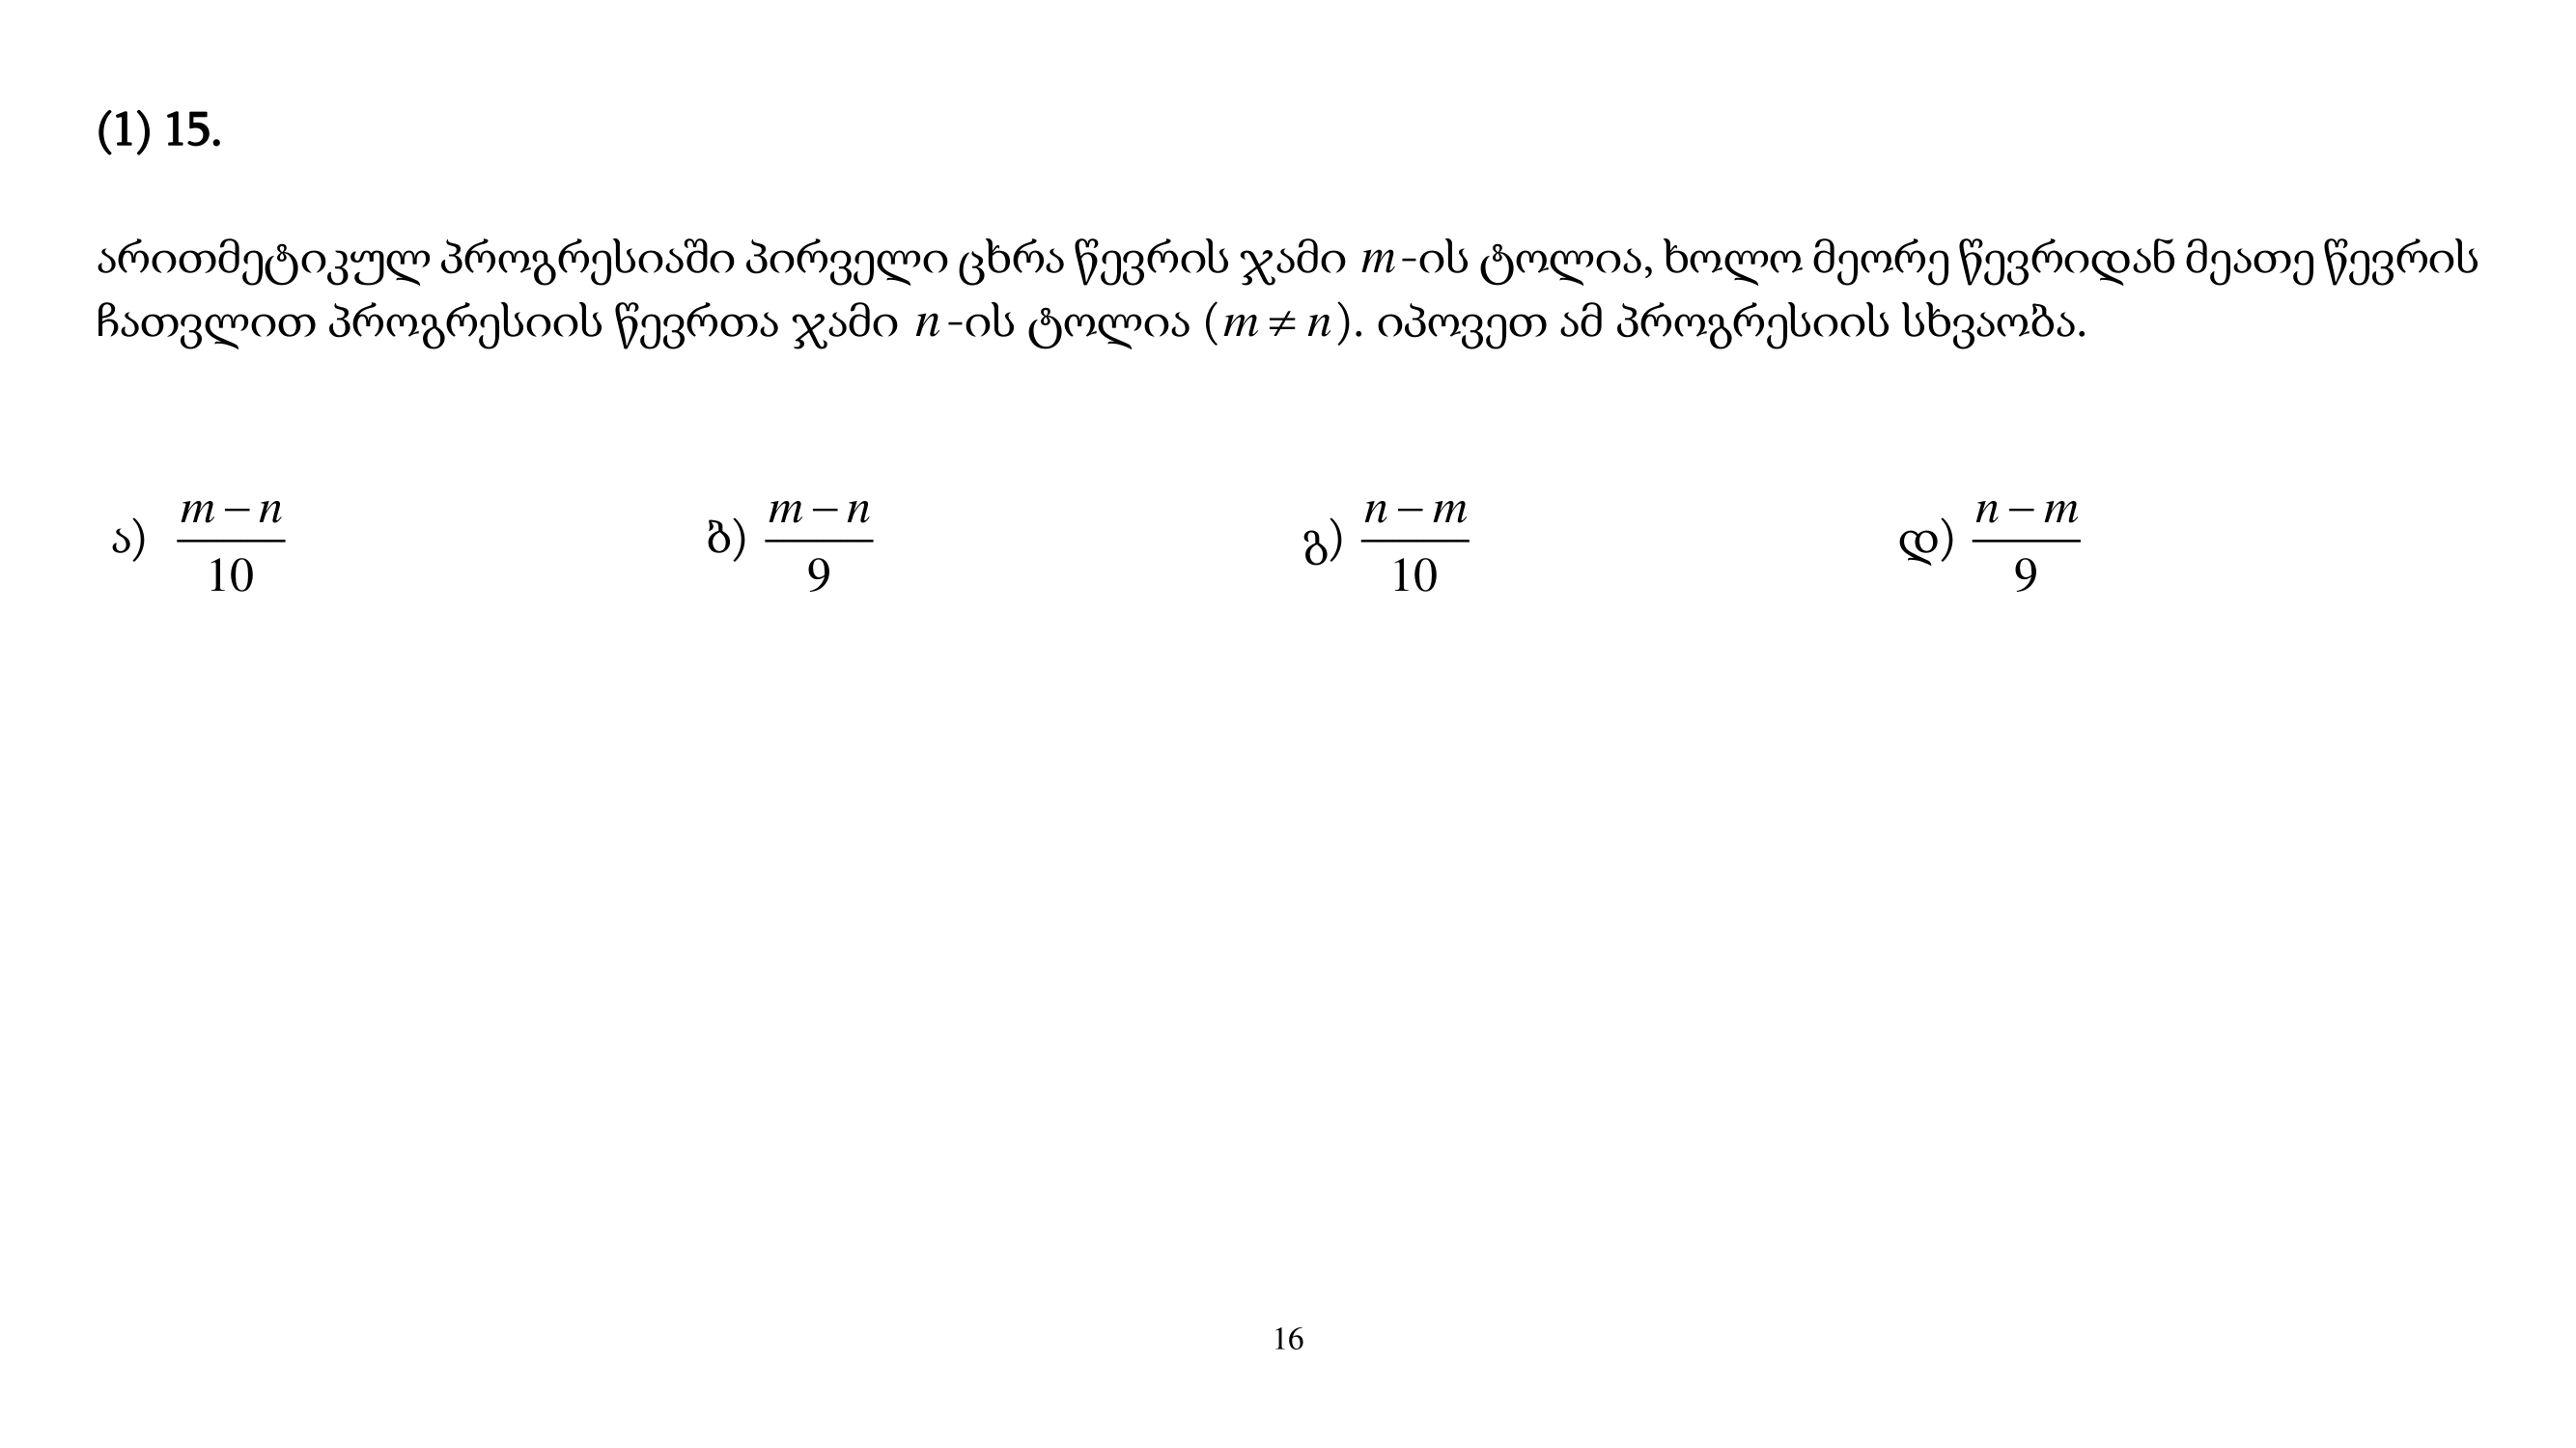 (1) 15.
არითმეტიკულ პროგრესიაში პირველი ცხრა წევრის ჯამი m-ის ტოლია, ხოლო მეორე წევრიდან მეათე წევრის
ჩათვლით პროგრესიის წევრთა ჯამი n-ის ტოლია (m ≠ n). იპოვეთ ამ პროგრესიის სხვაობა.
ა) \frac{m-n}{10} ბ) \frac{m-n}{9} გ) \frac{n-m}{10} დ) \frac{n-m}{9}
16